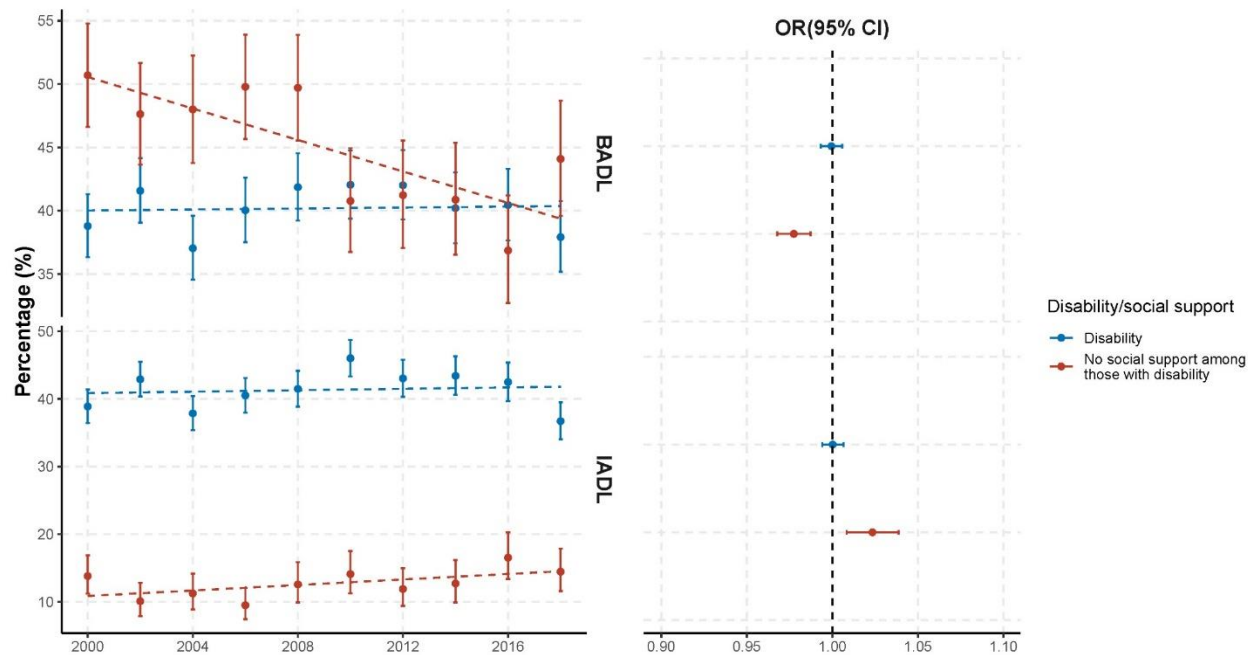 OR(95% CI)
55
50
45
40
35
BADL
Percentage (%)
50
40
30
20
10
IADL
Disability/social support
Disability
No social support among
those with disability
2000
2004
2008
2012
2016
0.90
0.95
1.00
1.05
1.10